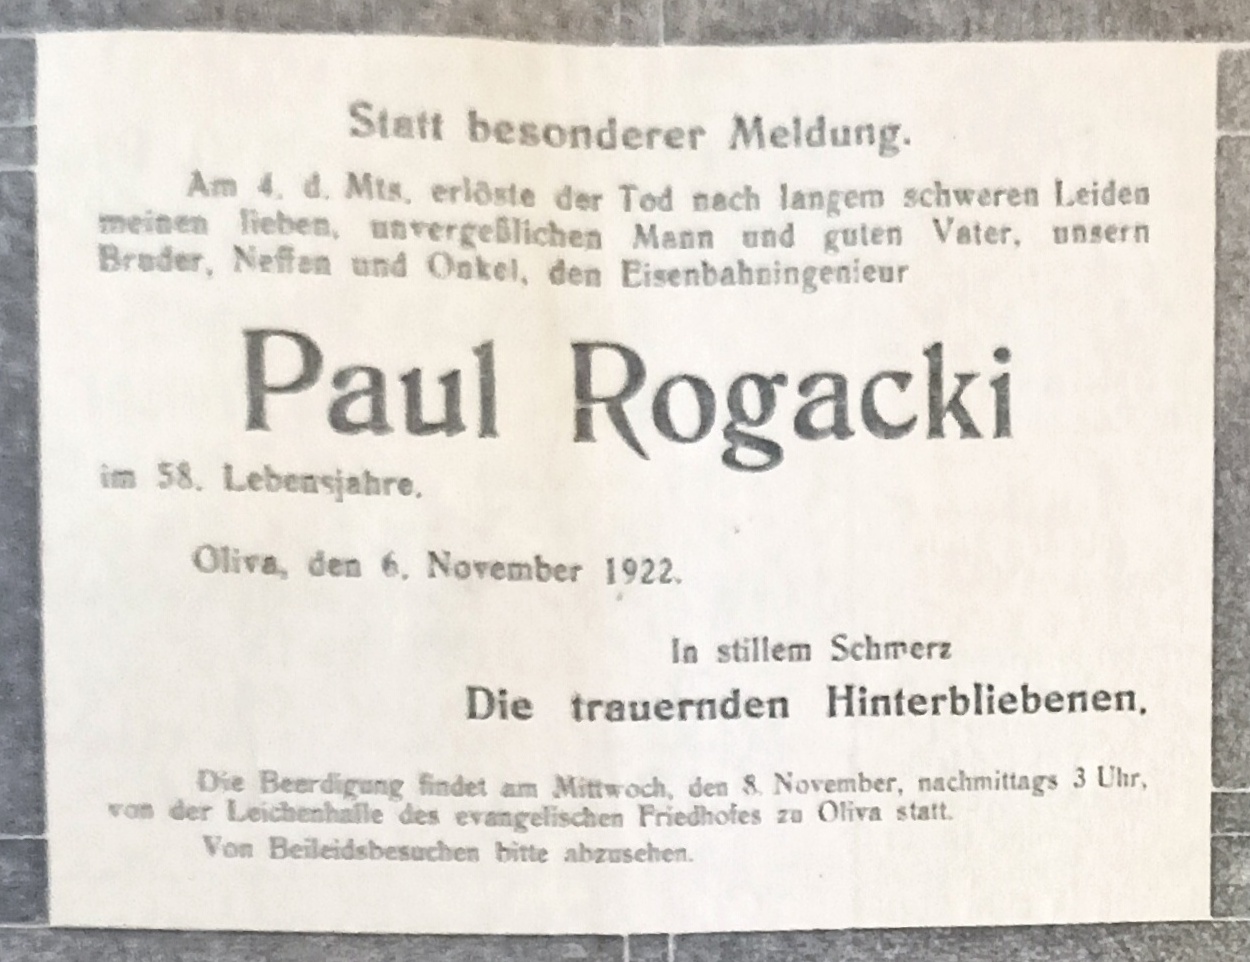 Statt besonderer Meldung.
Am 4. d. Mts. erlöste der Tod nach langem schweren Leiden
meinen lieben, unvergeßlichen Mann und guten Vater, unsern
Bruder, Neffen und Onkel, den Eisenbahningenieur
Paul Rogacki
im 58. Lebensjahre.
Oliva, den 6. November 1922.
In stillem Schmerz
Die trauernden Hinterbliebenen.
Die Beerdigung findet am Mittwoch, den 8. November, nachmittags 3 Uhr,
von der Leichenhalle des evangelischen Friedhofes zu Oliva statt.
Von Beileidsbesuchen bitte abzusehen.